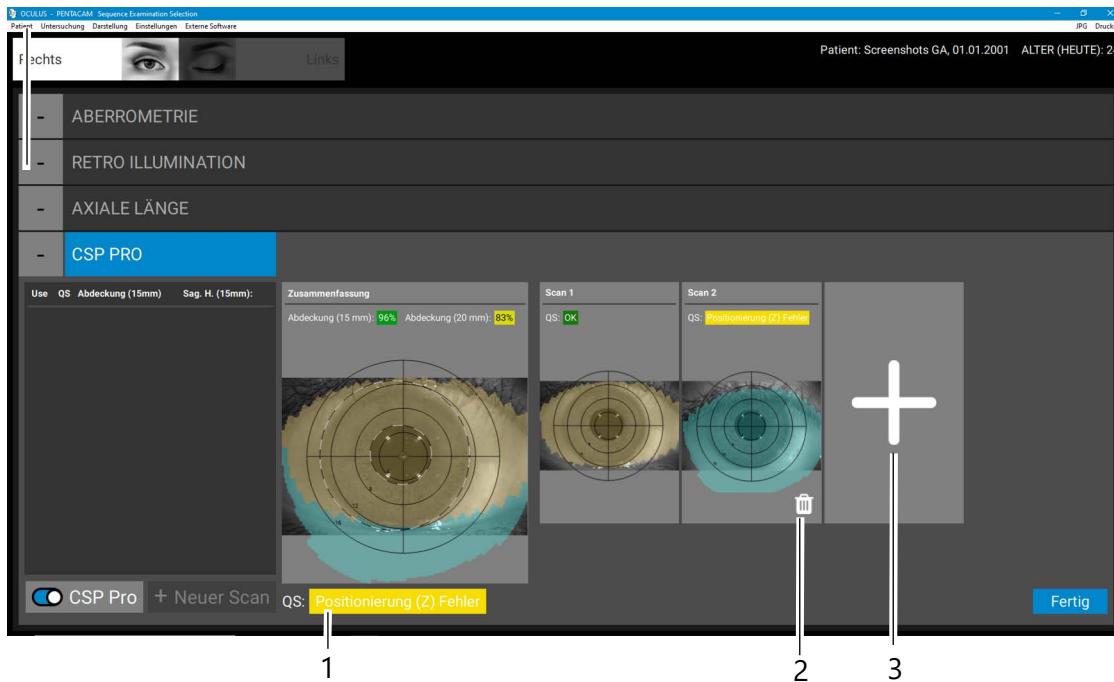 OCULUS - PENTACAM Sequence Examination Selection
Patient Untersuchung Darstellung Einstellungen Externe Software JPG Druck
Rechts Links Patient: Screenshots GA, 01.01.2001 ALTER (HEUTE): 2
- ABERROMETRIE
- RETRO ILLUMINATION
- AXIALE LÄNGE
- CSP PRO
Use QS Abdeckung (15mm) Sag. H. (15mm):
Zusammenfassung
Abdeckung (15 mm): 96% Abdeckung (20 mm): 83%
Scan 1
QS: OK
Scan 2
QS: Positionierung (Z) Fehler
CSP Pro + Neuer Scan
QS: Positionierung (Z) Fehler
Fertig
1 2 3